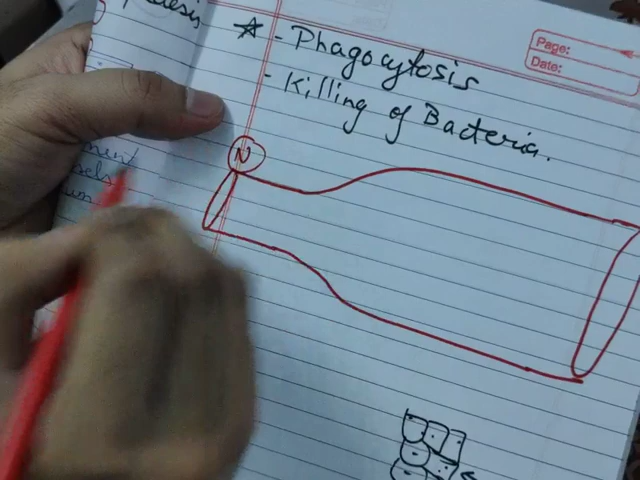 ☆ - Phagocytosis
- Killing of Bacteria.
Page:
Date:
N